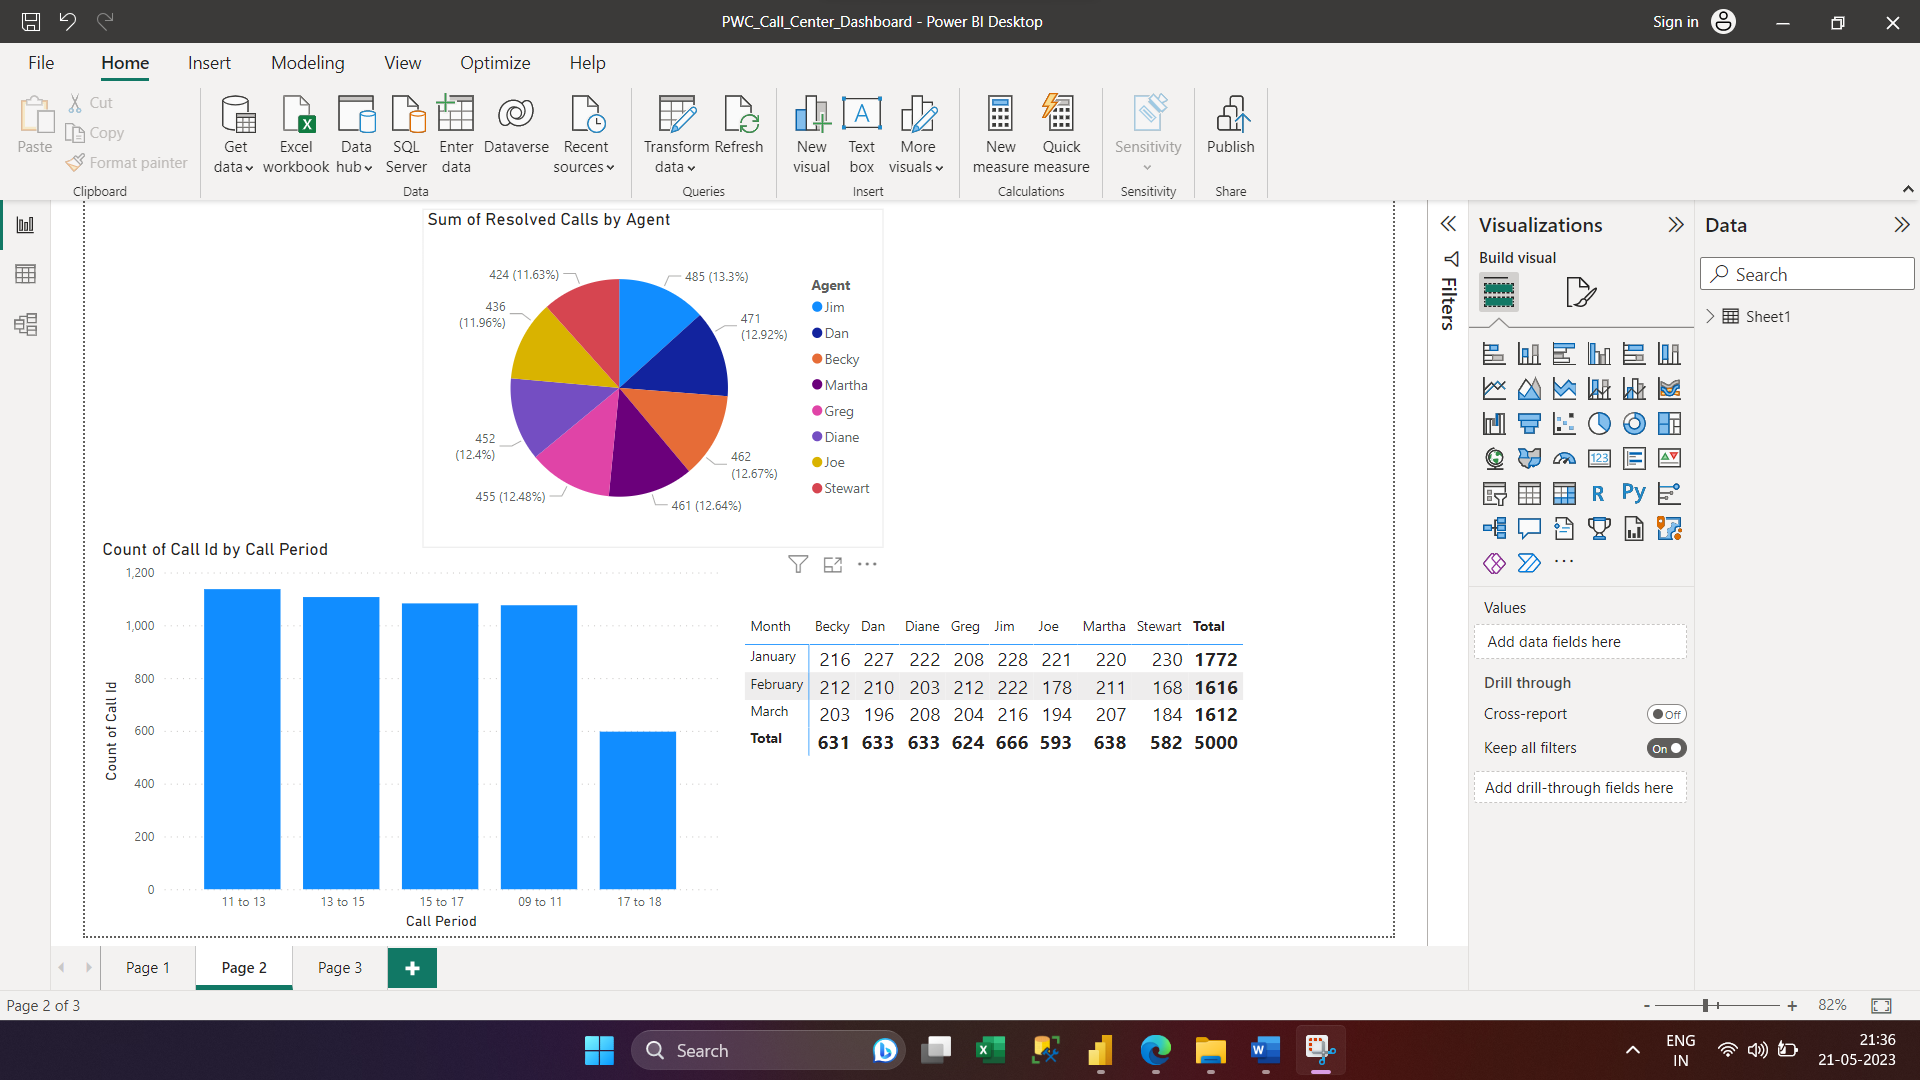 PWC_Call_Center_Dashboard - Power BI Desktop
Sign in
File Home Insert Modeling View Optimize Help
Paste
Cut
Copy
Format painter
Clipboard
Get data
Excel workbook
Data hub
SQL Server
Enter data
Dataverse
Recent sources
Data
Transform data
Refresh
Queries
New visual
Text box
More visuals
Insert
New measure
Quick measure
Calculations
Sensitivity
Sensitivity
Publish
Share
Sum of Resolved Calls by Agent
424 (11.63%)
485 (13.3%)
436 (11.96%)
471 (12.92%)
452 (12.4%)
462 (12.67%)
455 (12.48%)
461 (12.64%)
Agent
Jim
Dan
Becky
Martha
Greg
Diane
Joe
Stewart
Count of Call Id by Call Period
Count of Call Id
1,200
1,000
800
600
400
200
0
11 to 13 13 to 15 15 to 17 09 to 11 17 to 18
Call Period
Month Becky Dan Diane Greg Jim Joe Martha Stewart Total
January 216 227 222 208 228 221 220 230 1772
February 212 210 203 212 222 178 211 168 1616
March 203 196 208 204 216 194 207 184 1612
Total 631 633 633 624 666 593 638 582 5000
Filters
Visualizations
Build visual
123
R
Py
Values
Add data fields here
Drill through
Cross-report Off
Keep all filters On
Add drill-through fields here
Data
Search
Sheet1
Page 1 Page 2 Page 3
Page 2 of 3
82%
Search
ENG
IN
21:36
21-05-2023